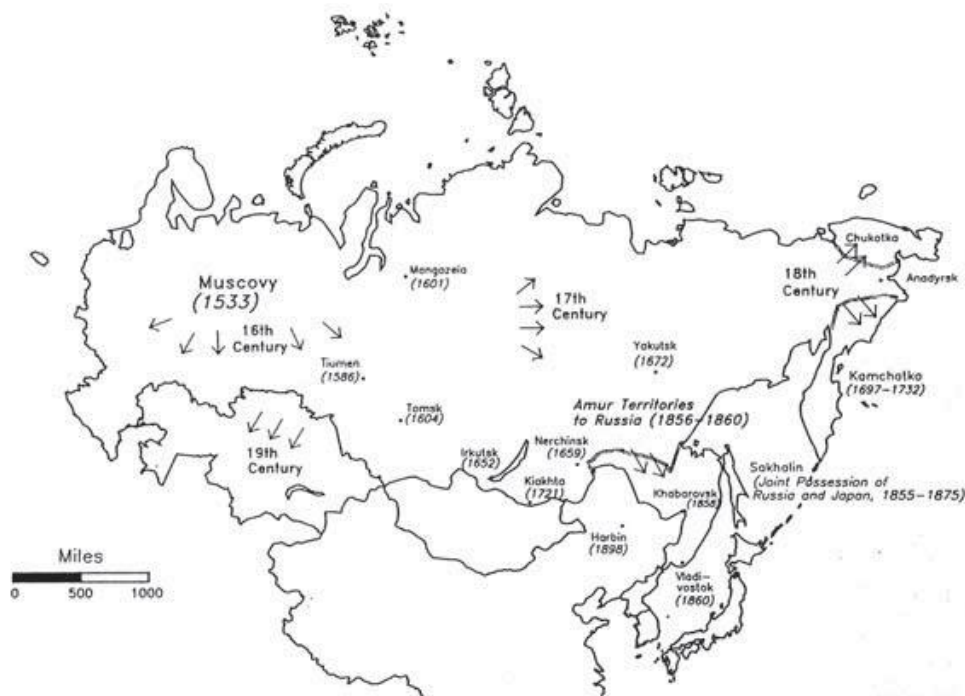 Chukotka
Anadyrsk
18th
Century
Mangazeia
(1601)
Muscovy
(1533)
17th
Century
16th
Century
Yakutsk
(1672)
Tiumen
(1586)
Kamchatka
(1697-1732)
Amur Territories
to Russia (1856-1860)
Tomsk
(1604)
Nerchinsk
(1659)
Irkutsk
(1652)
19th
Century
Sakhalin
(Joint Possession of
Russia and Japan, 1855-1875)
Kiakhta
(1721)
Khabarovsk
(1858)
Harbin
(1898)
Miles
0 500 1000
Vladi-
vostok
(1860)